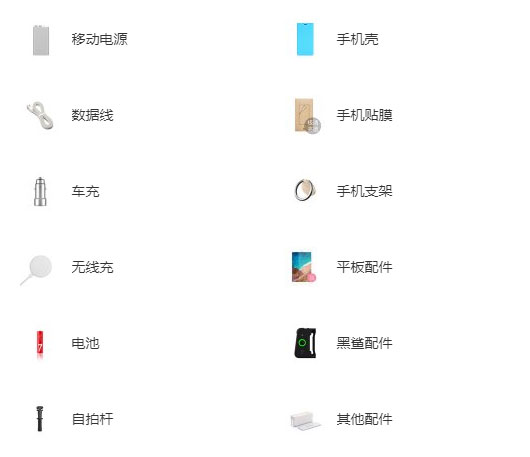 移动电源
手机壳
数据线
手机贴膜
车充
手机支架
无线充
平板配件
电池
黑鲨配件
自拍杆
其他配件